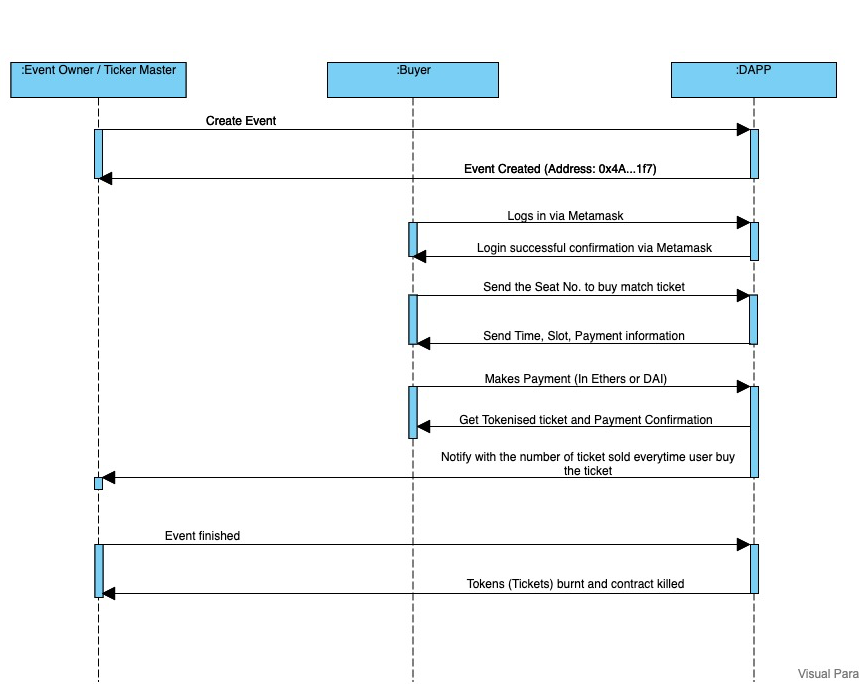 :Event Owner / Ticker Master
:Buyer
:DAPP
Create Event
Event Created (Address: 0x4A...1f7)
Logs in via Metamask
Login successful confirmation via Metamask
Send the Seat No. to buy match ticket
Send Time, Slot, Payment information
Makes Payment (In Ethers or DAI)
Get Tokenised ticket and Payment Confirmation
Notify with the number of ticket sold everytime user buy
the ticket
Event finished
Tokens (Tickets) burnt and contract killed
Visual Para